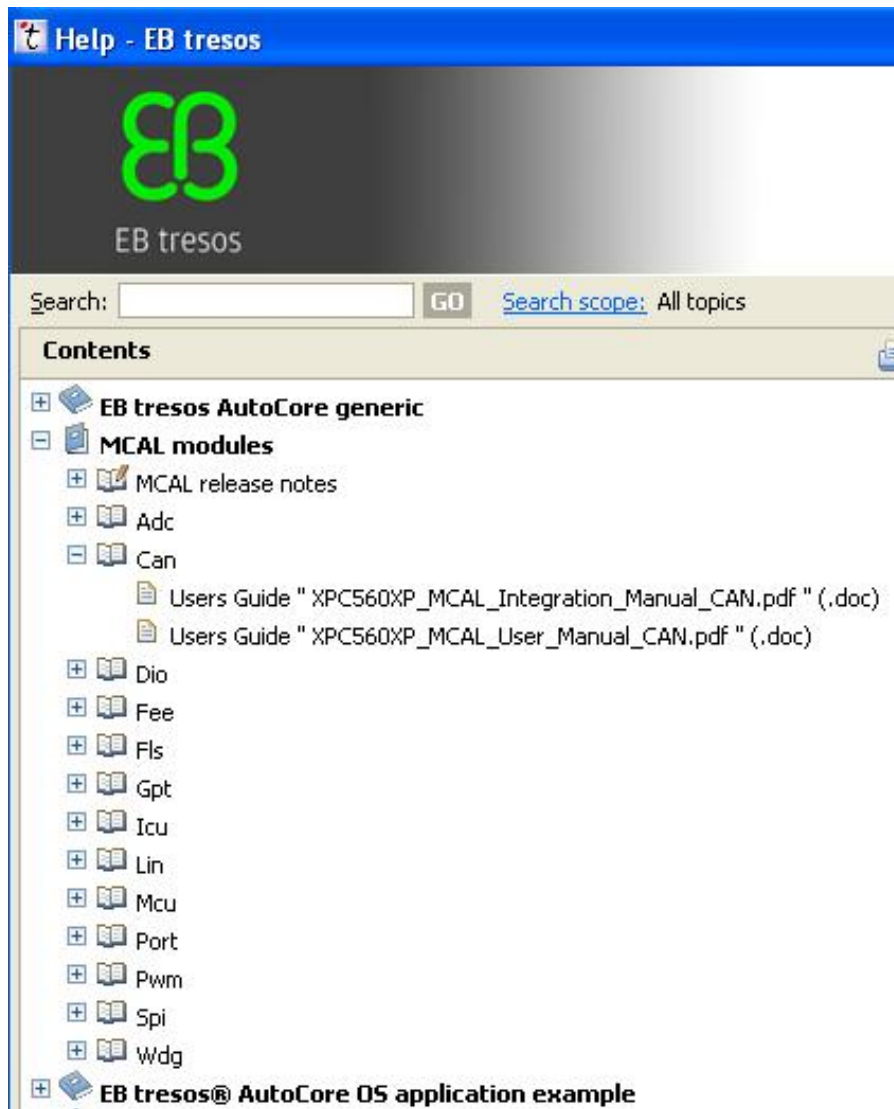 Help - EB tresos
EB tresos
Search: GO Search scope: All topics
Contents
EB tresos AutoCore generic
MCAL modules
MCAL release notes
Adc
Can
Users Guide " XPC560XP_MCAL_Integration_Manual_CAN.pdf " (.doc)
Users Guide " XPC560XP_MCAL_User_Manual_CAN.pdf " (.doc)
Dio
Fee
Fls
Gpt
Icu
Lin
Mcu
Port
Pwm
Spi
Wdg
EB tresos® AutoCore OS application example